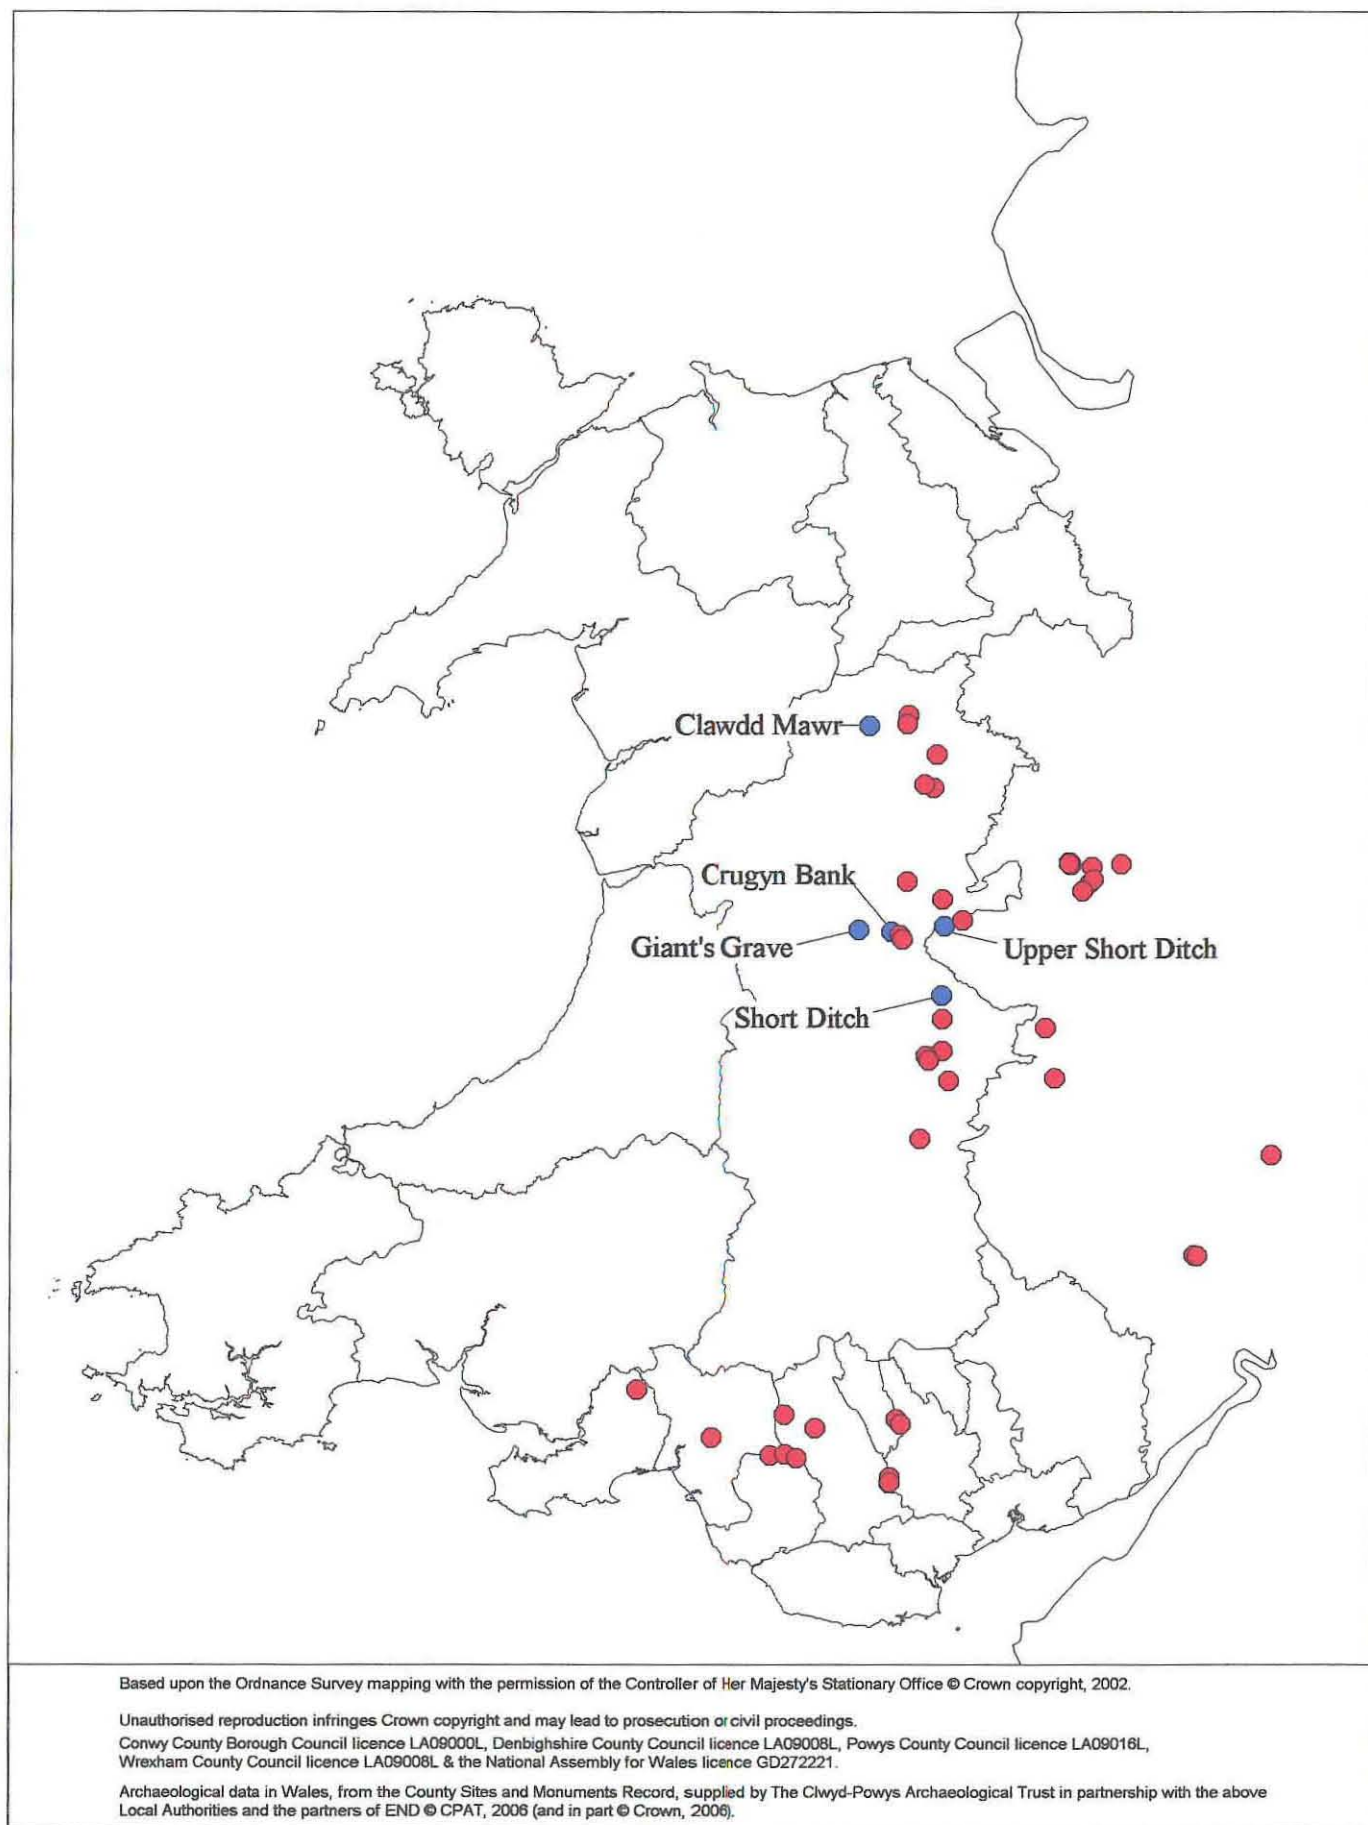 Clawdd Mawr
Crugyn Bank
Giant's Grave
Upper Short Ditch
Short Ditch
Based upon the Ordnance Survey mapping with the permission of the Controller of Her Majesty's Stationary Office © Crown copyright, 2002.
Unauthorised reproduction infringes Crown copyright and may lead to prosecution or civil proceedings.
Conwy County Borough Council licence LA09000L, Denbighshire County Council licence LA09008L, Powys County Council licence LA09016L,
Wrexham County Council licence LA09008L & the National Assembly for Wales licence GD272221.
Archaeological data in Wales, from the County Sites and Monuments Record, supplied by The Clwyd-Powys Archaeological Trust in partnership with the above
Local Authorities and the partners of END © CPAT, 2006 (and in part © Crown, 2006).